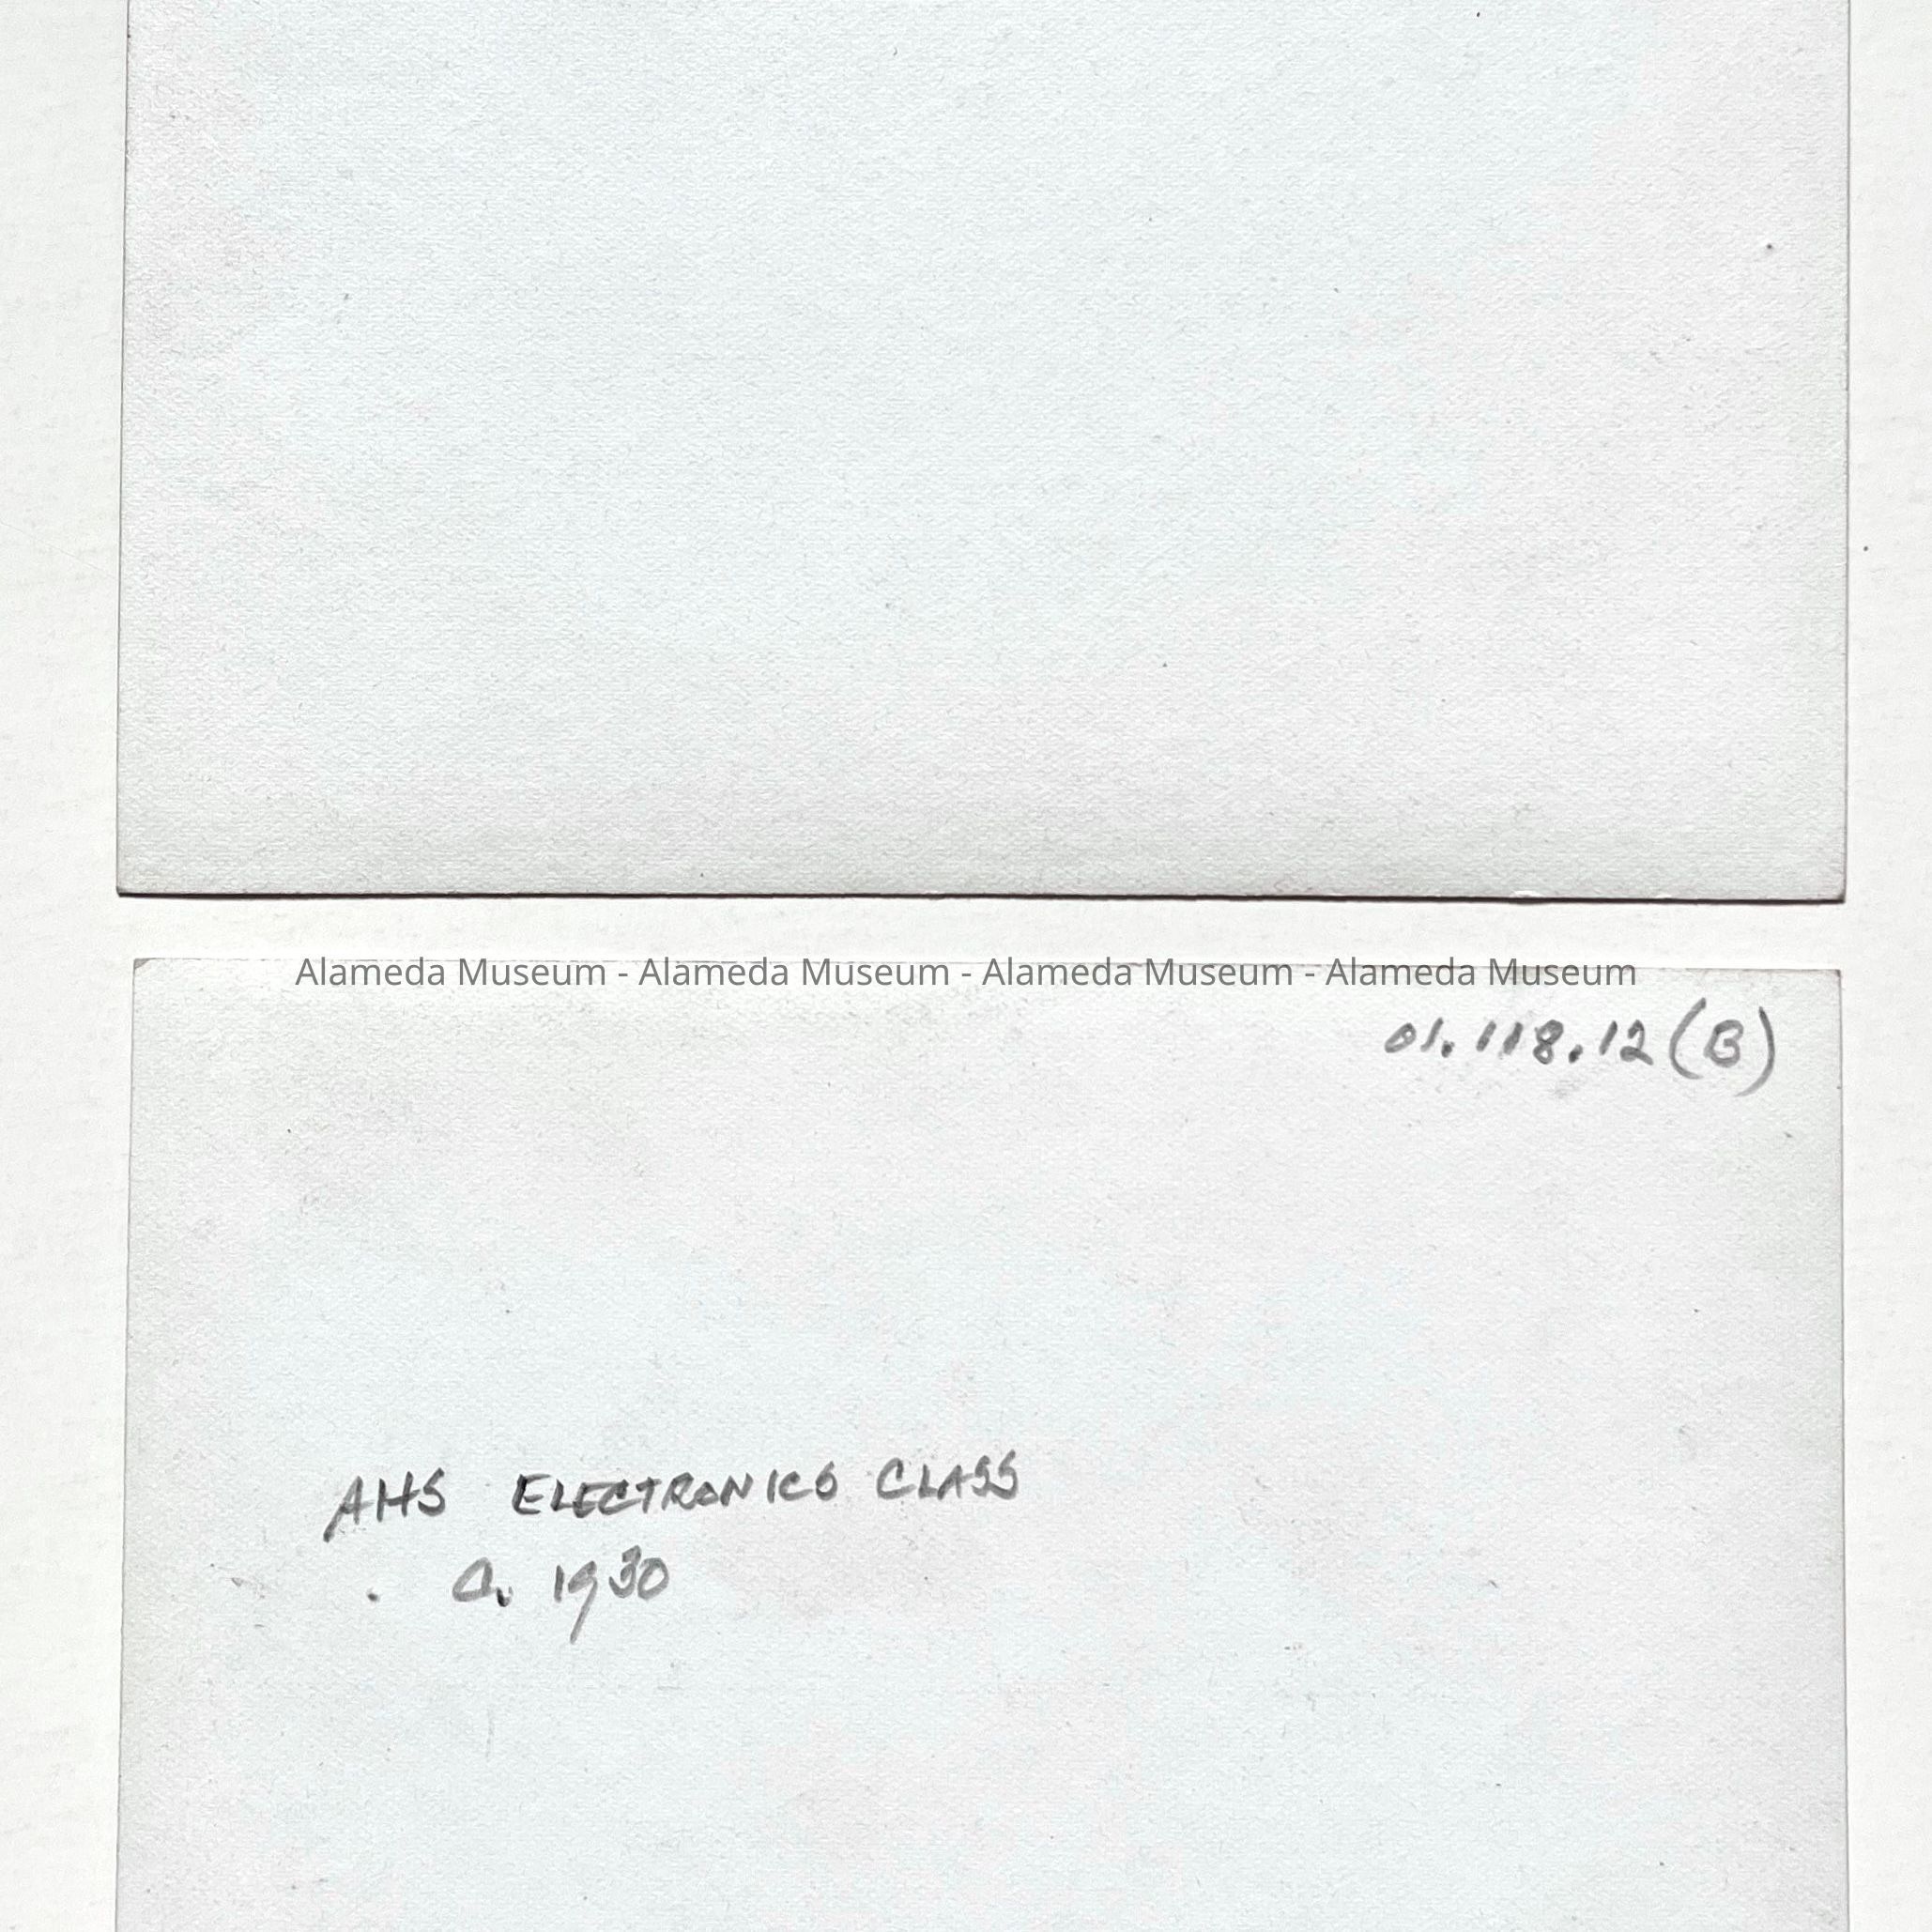 Alameda Museum - Alameda Museum - Alameda Museum - Alameda Museum
01.118.12 (B)
AHS ELECTRONICS CLASS
C. 1930